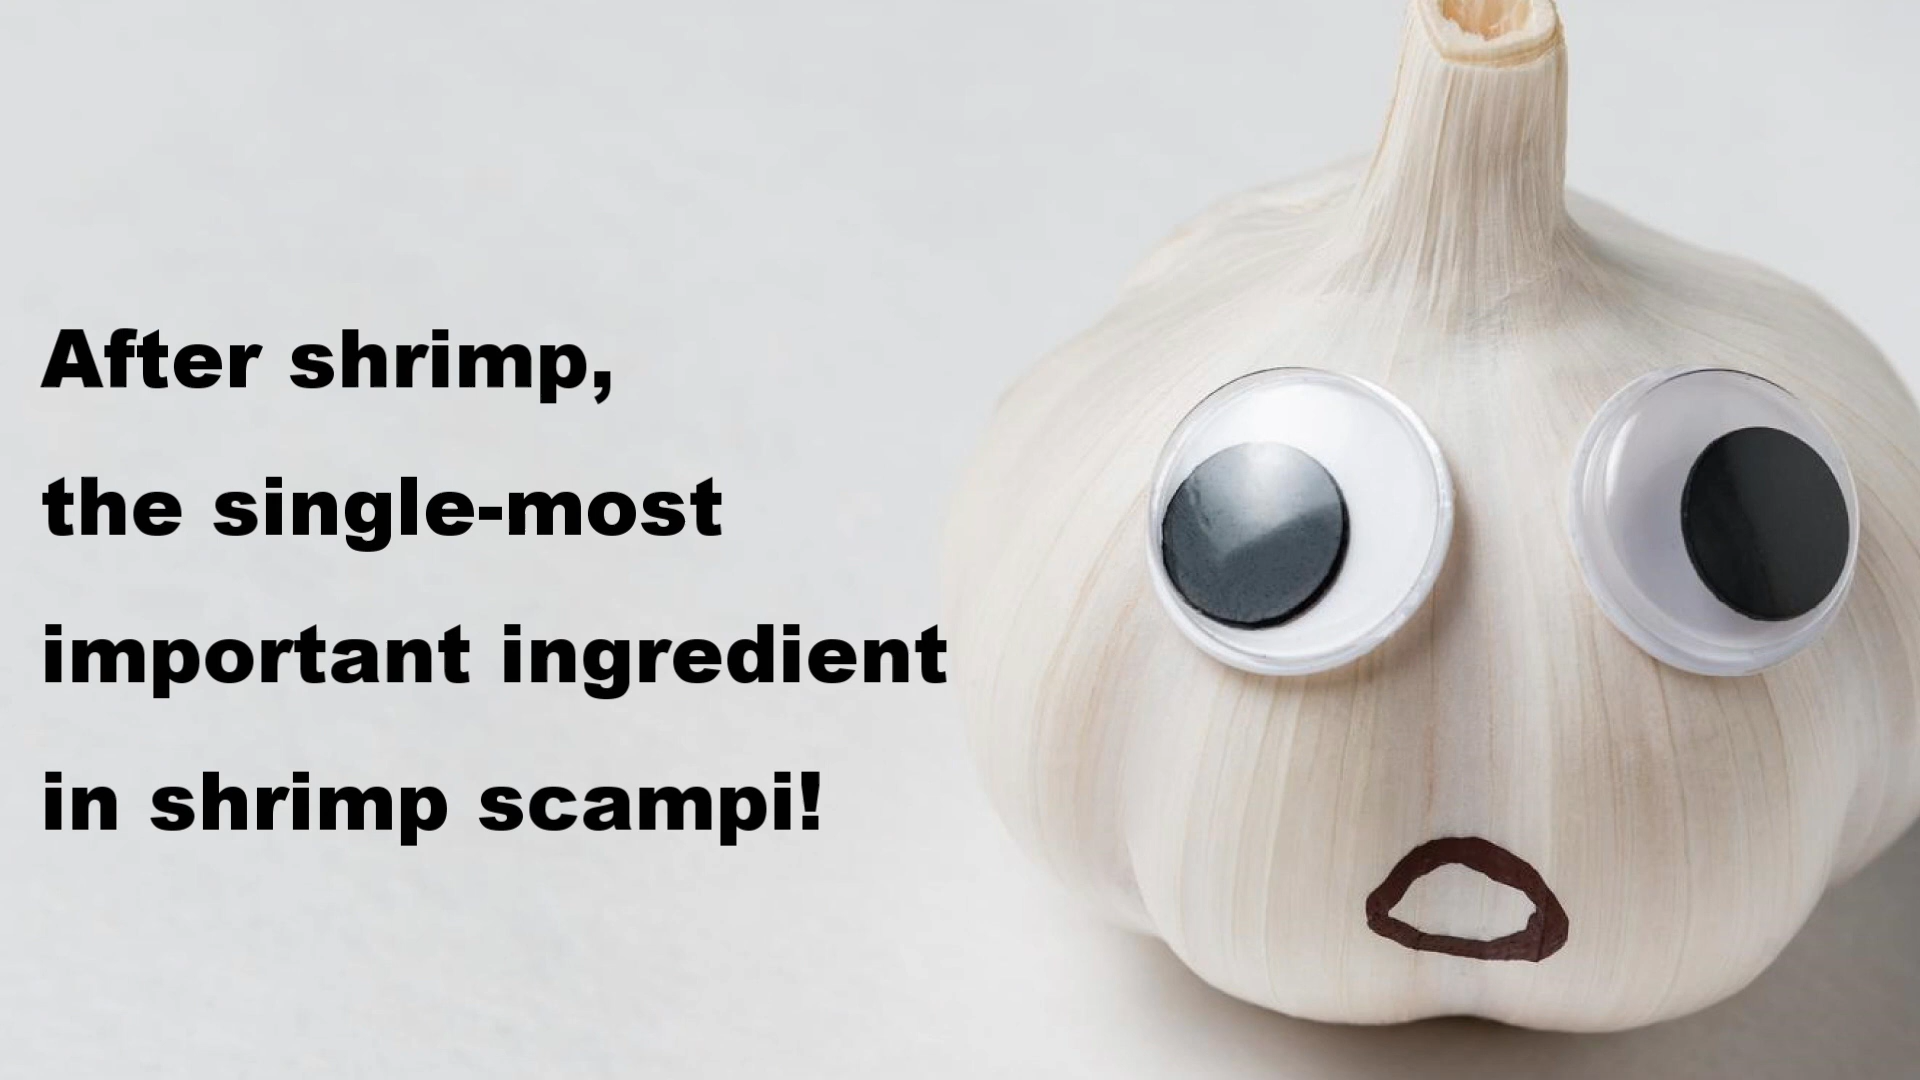 After shrimp,
the single-most
important ingredient
in shrimp scampi!